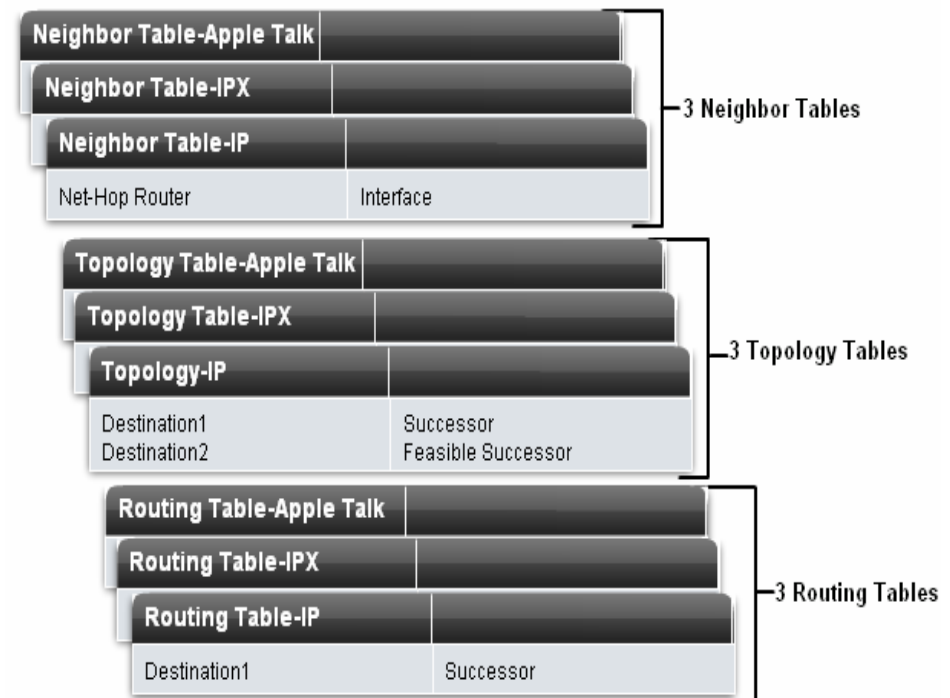 Neighbor Table-Apple Talk
Neighbor Table-IPX
3 Neighbor Tables
Neighbor Table-IP
Net-Hop Router Interface
Topology Table-Apple Talk
Topology Table-IPX
3 Topology Tables
Topology-IP
Destination1 Successor
Destination2 Feasible Successor
Routing Table-Apple Talk
Routing Table-IPX
3 Routing Tables
Routing Table-IP
Destination1 Successor